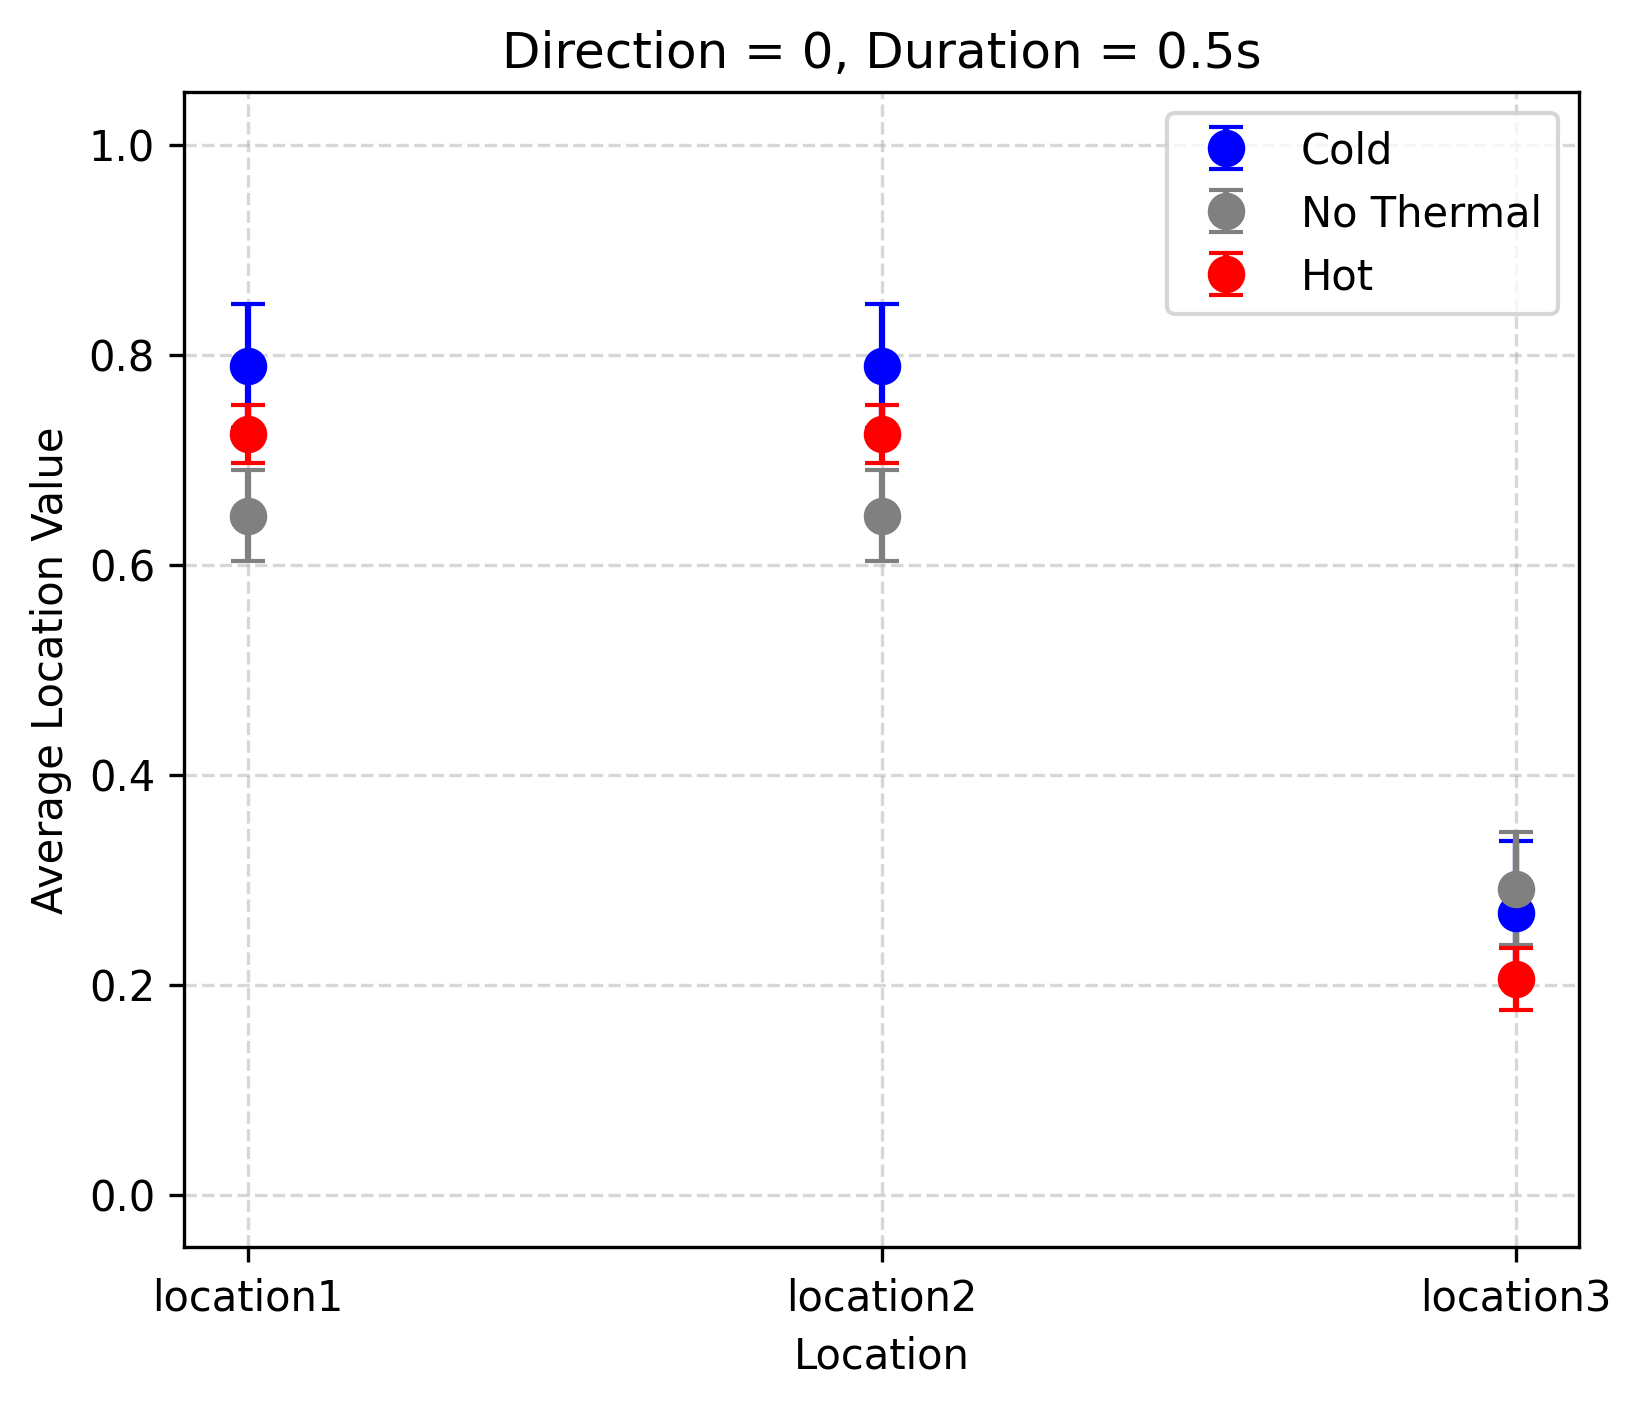 Direction = 0, Duration = 0.5s
Cold
No Thermal
Hot
1.0
0.8
0.6
0.4
0.2
0.0
Average Location Value
location1
location2
location3
Location